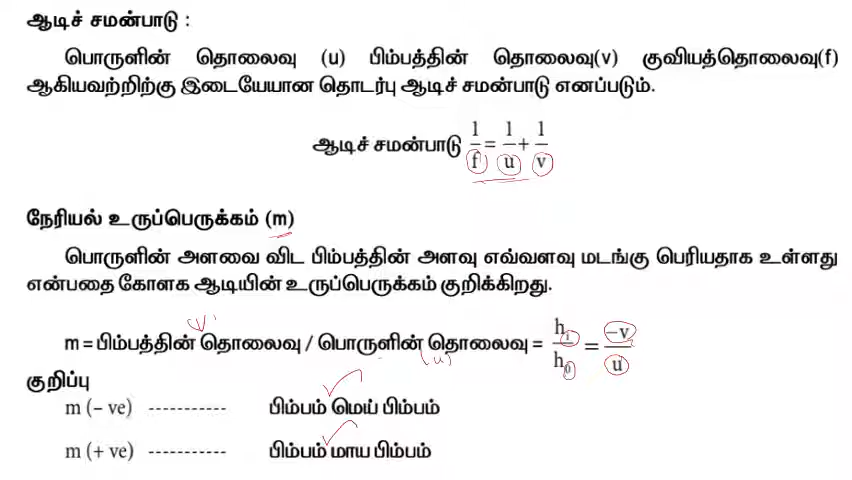 ஆடிச் சமன்பாடு :
பொருளின் தொலைவு (u) பிம்பத்தின் தொலைவு(v) குவியத்தொலைவு(f)
ஆகியவற்றிற்கு இடையேயான தொடர்பு ஆடிச் சமன்பாடு எனப்படும்.
ஆடிச் சமன்பாடு 1/f = 1/u + 1/v
நேரியல் உருப்பெருக்கம் (m)
பொருளின் அளவை விட பிம்பத்தின் அளவு எவ்வளவு மடங்கு பெரியதாக உள்ளது
என்பதை கோளக ஆடியின் உருப்பெருக்கம் குறிக்கிறது.
(v)
m = பிம்பத்தின் தொலைவு / பொருளின் தொலைவு = hi/h0 = -v/u
(u)
குறிப்பு
m (– ve) ----------- பிம்பம் மெய் பிம்பம்
m (+ ve) ----------- பிம்பம் மாய பிம்பம்